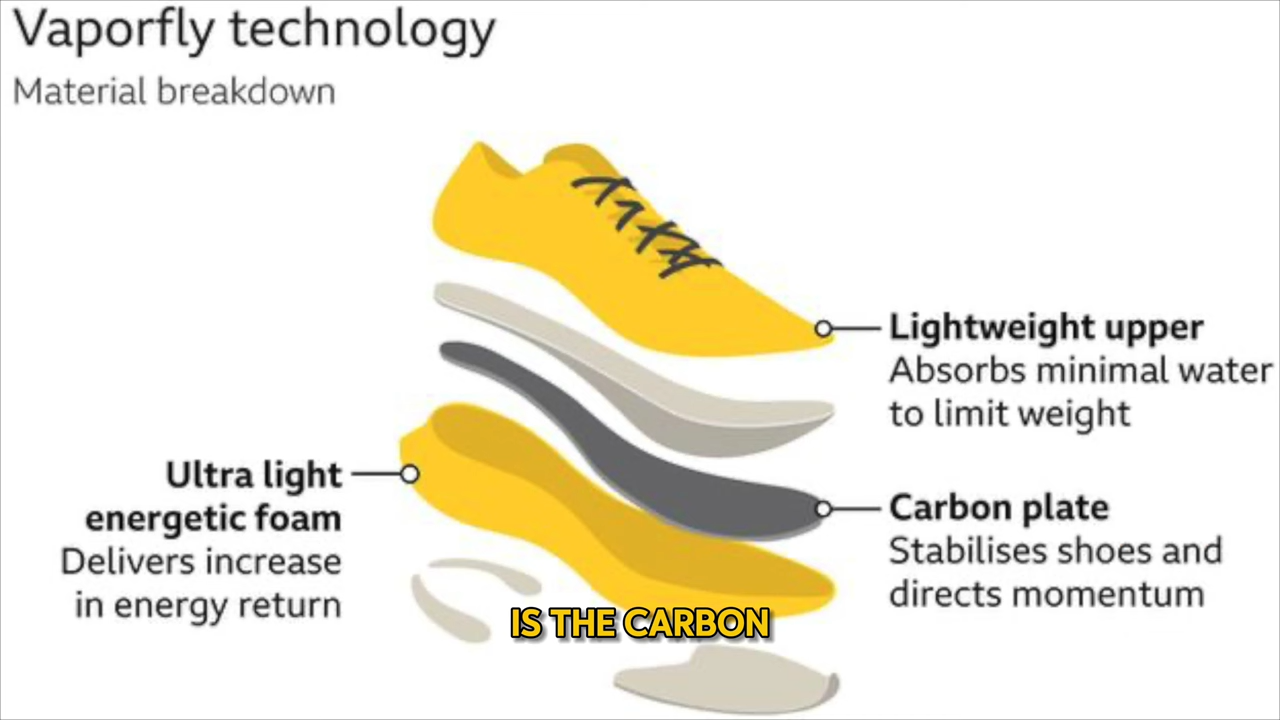 Vaporfly technology
Material breakdown
Lightweight upper
Absorbs minimal water
to limit weight
Ultra light
energetic foam
Delivers increase
in energy return
Carbon plate
Stabilises shoes and
directs momentum
IS THE CARBON